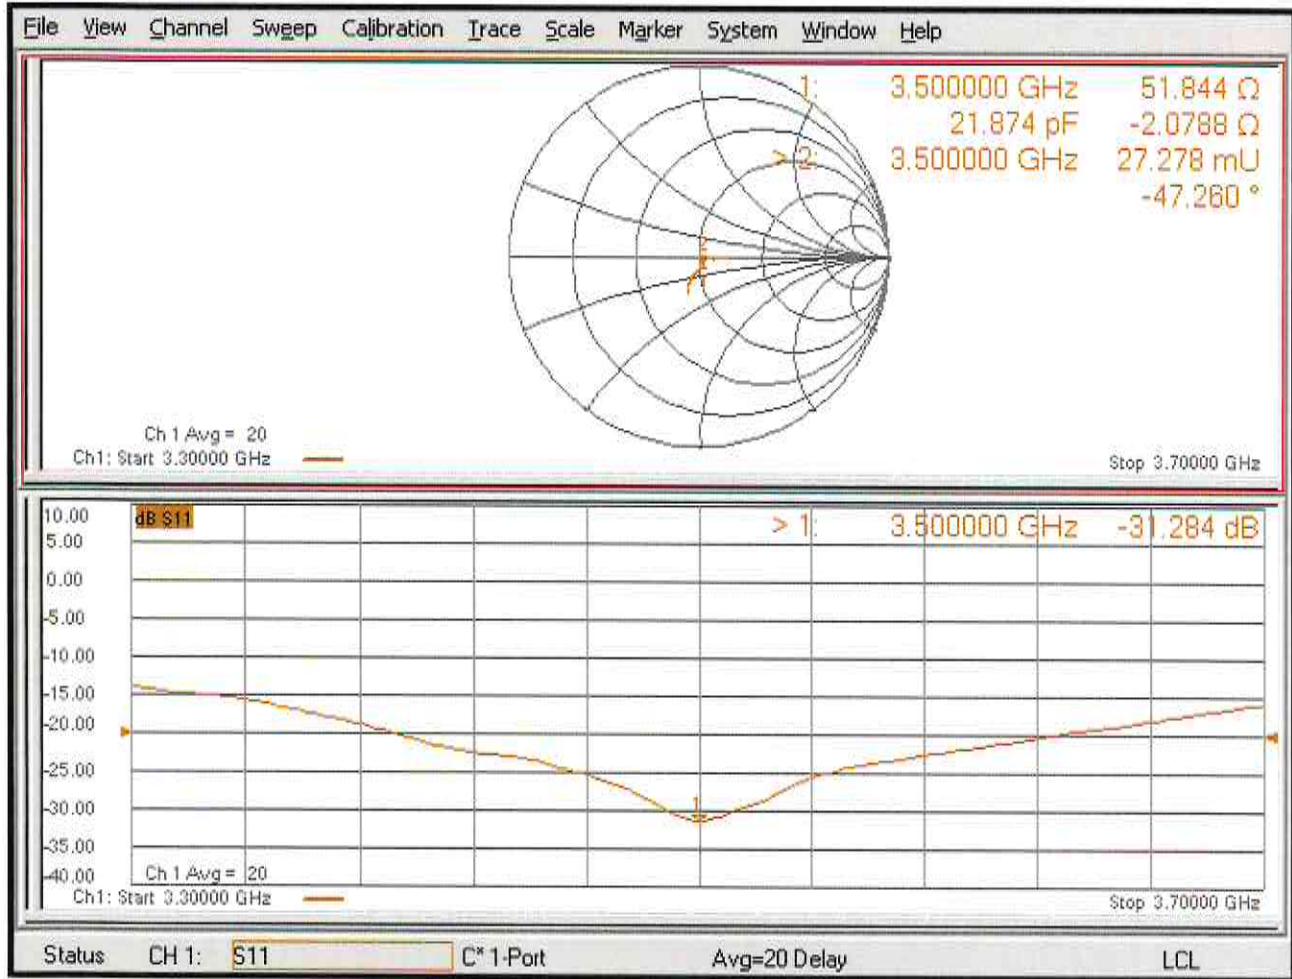 File View Channel Sweep Calibration Trace Scale Marker System Window Help
1: 3.500000 GHz 51.844 Ω
21.874 pF -2.0788 Ω
> 2: 3.500000 GHz 27.278 mU
-47.260 °
2
Ch 1 Avg = 20
Ch1: Start 3.30000 GHz
Stop 3.70000 GHz
10.00
dB S11
> 1: 3.500000 GHz -31.284 dB
5.00
0.00
-5.00
-10.00
-15.00
-20.00
-25.00
-30.00
1
-35.00
-40.00
Ch 1 Avg = 20
Ch1: Start 3.30000 GHz
Stop 3.70000 GHz
Status CH 1: S11 C* 1-Port Avg=20 Delay LCL